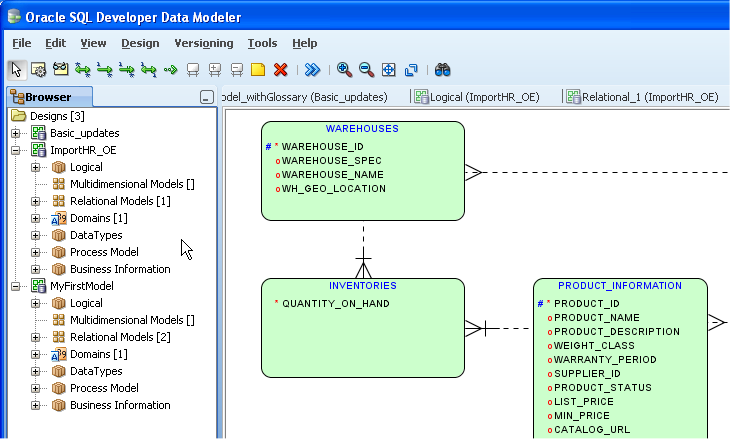 Oracle SQL Developer Data Modeler
File Edit View Design Versioning Tools Help
Browser
odel_withGlossary (Basic_updates) Logical (ImportHR_OE) Relational_1 (ImportHR_OE)
Designs [3]
Basic_updates
ImportHR_OE
Logical
Multidimensional Models []
Relational Models [1]
Domains [1]
DataTypes
Process Model
Business Information
MyFirstModel
Logical
Multidimensional Models []
Relational Models [2]
Domains [1]
DataTypes
Process Model
Business Information
WAREHOUSES
# * WAREHOUSE_ID
o WAREHOUSE_SPEC
o WAREHOUSE_NAME
o WH_GEO_LOCATION
INVENTORIES
* QUANTITY_ON_HAND
PRODUCT_INFORMATION
# * PRODUCT_ID
o PRODUCT_NAME
o PRODUCT_DESCRIPTION
o WEIGHT_CLASS
o WARRANTY_PERIOD
o SUPPLIER_ID
o PRODUCT_STATUS
o LIST_PRICE
o MIN_PRICE
o CATALOG_URL